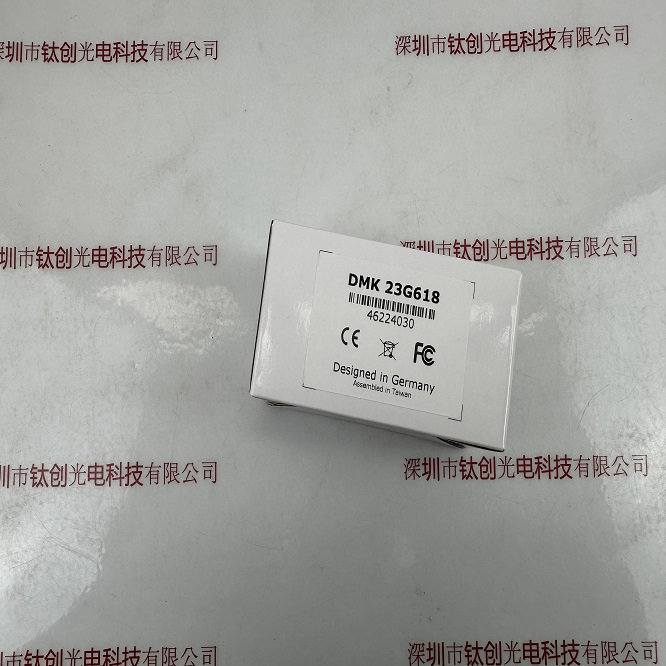 深圳市钛创光电科技有限公司
深圳市钛创光电科技有限公司
深圳市钛创光电科技有限公司
深圳市钛创光电科技有限公司
DMK 23G618
46224030
CE FC
Designed in Germany
Assembled in Taiwan
深圳市钛创光电科技有限公司
深圳市钛创光电科技有限公司
深圳市钛创光电科技有限公司
深圳市钛创光电科技有限公司